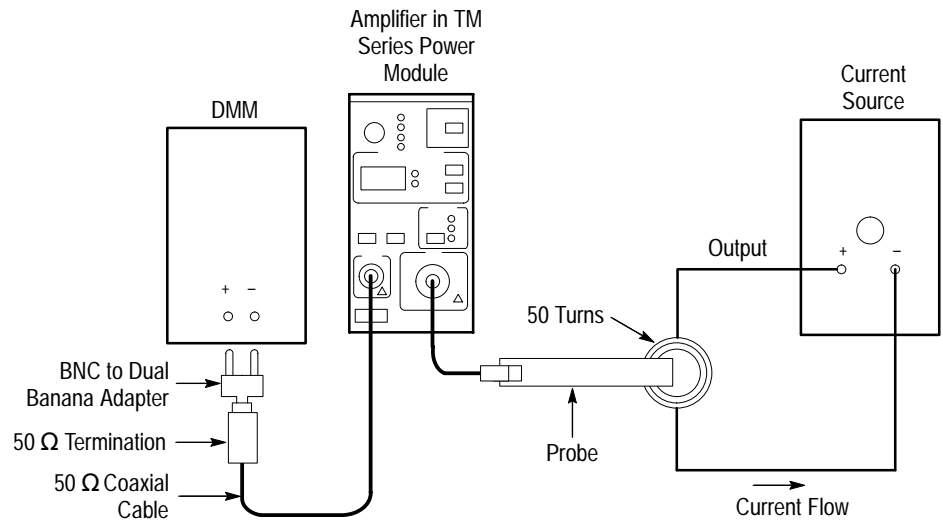 Amplifier in TM
Series Power
Module
Current
Source
DMM
+ −
+ −
Output
50 Turns
BNC to Dual
Banana Adapter
50 Ω Termination
50 Ω Coaxial
Cable
Probe
Current Flow